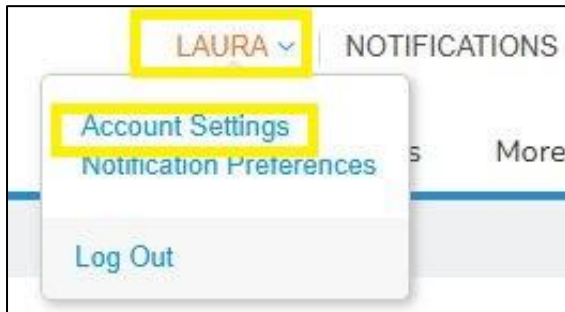 LAURA NOTIFICATIONS
Account Settings
Notification Preferences
More
Log Out